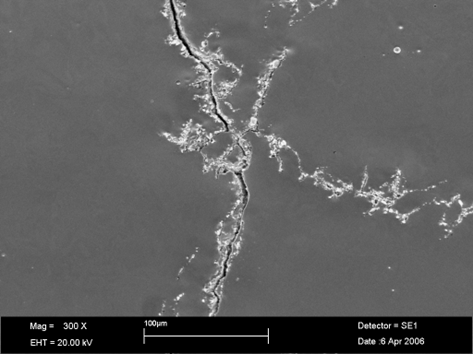 Mag = 300 X
100µm
Detector = SE1
EHT = 20.00 kV
Date :6 Apr 2006